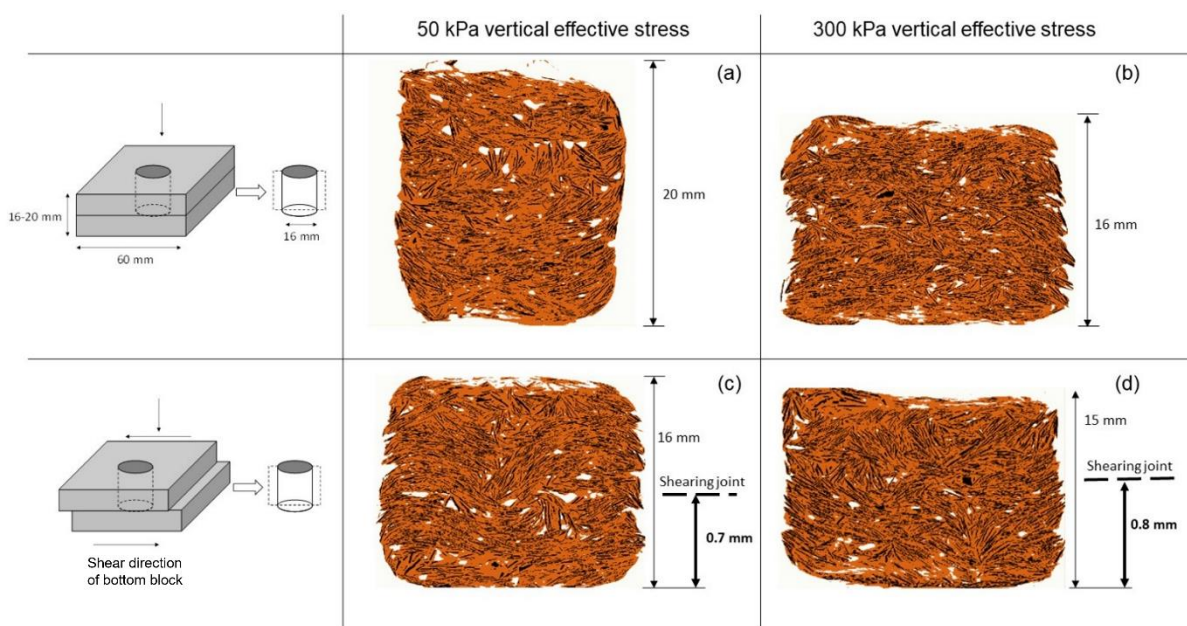 50 kPa vertical effective stress
300 kPa vertical effective stress
16-20 mm
60 mm
16 mm
(a)
20 mm
(b)
16 mm
Shear direction
of bottom block
(c)
16 mm
Shearing joint
0.7 mm
(d)
15 mm
Shearing joint
0.8 mm